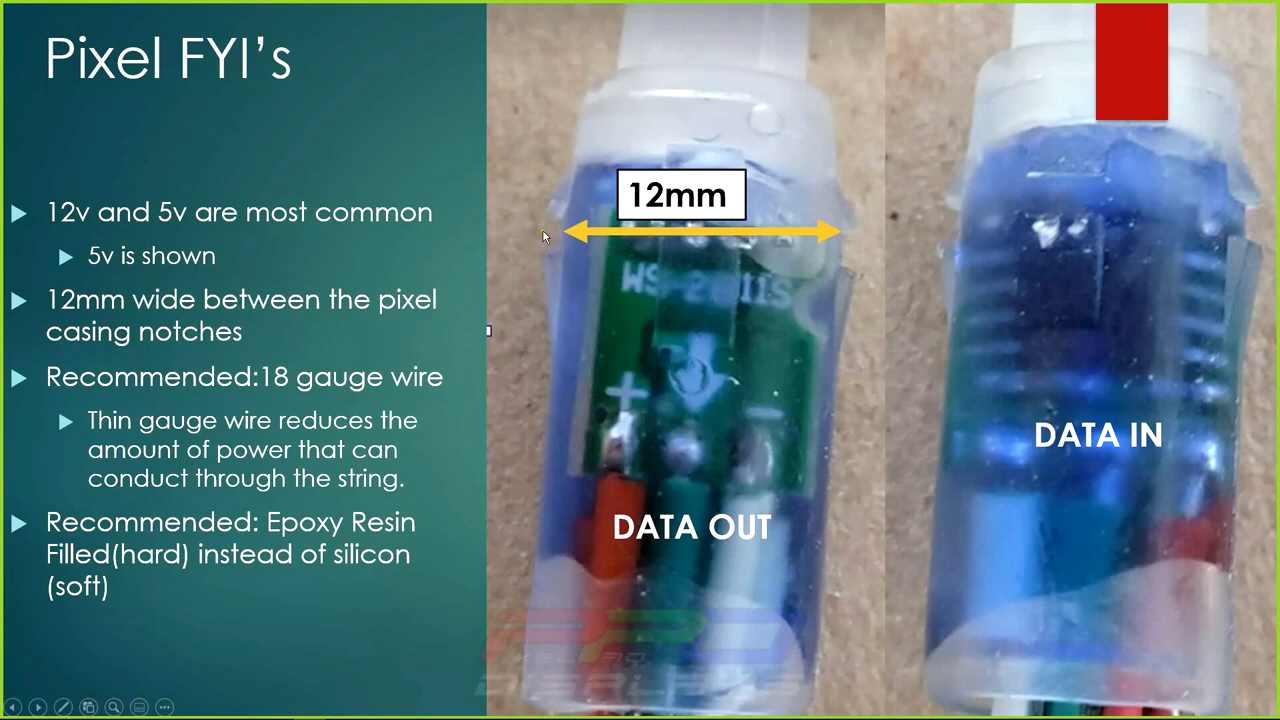 Pixel FYI's
12v and 5v are most common
5v is shown
12mm wide between the pixel
casing notches
Recommended:18 gauge wire
Thin gauge wire reduces the
amount of power that can
conduct through the string.
Recommended: Epoxy Resin
Filled(hard) instead of silicon
(soft)
12mm
+
-
DATA OUT
DATA IN